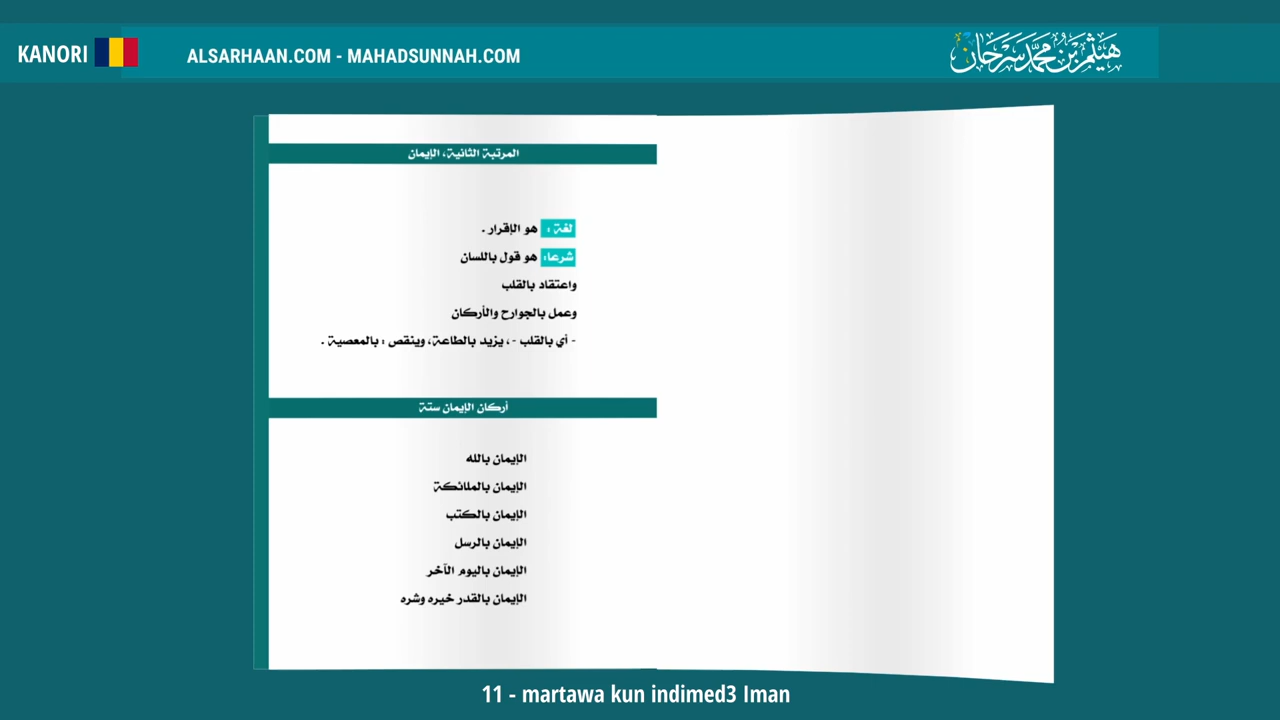 KANORI
ALSARHAAN.COM - MAHADSUNNAH.COM
هيثم بن محمد سرحان
المرتبة الثانية، الإيمان
لغة : هو الإقرار .
شرعا: هو قول باللسان
واعتقاد بالقلب
وعمل بالجوارح والأركان
- أي بالقلب -، يزيد بالطاعة، وينقص : بالمعصية .
أركان الإيمان ستة
الإيمان بالله
الإيمان بالملائكة
الإيمان بالكتب
الإيمان بالرسل
الإيمان باليوم الآخر
الإيمان بالقدر خيره وشره
11 - martawa kun indimed3 Iman